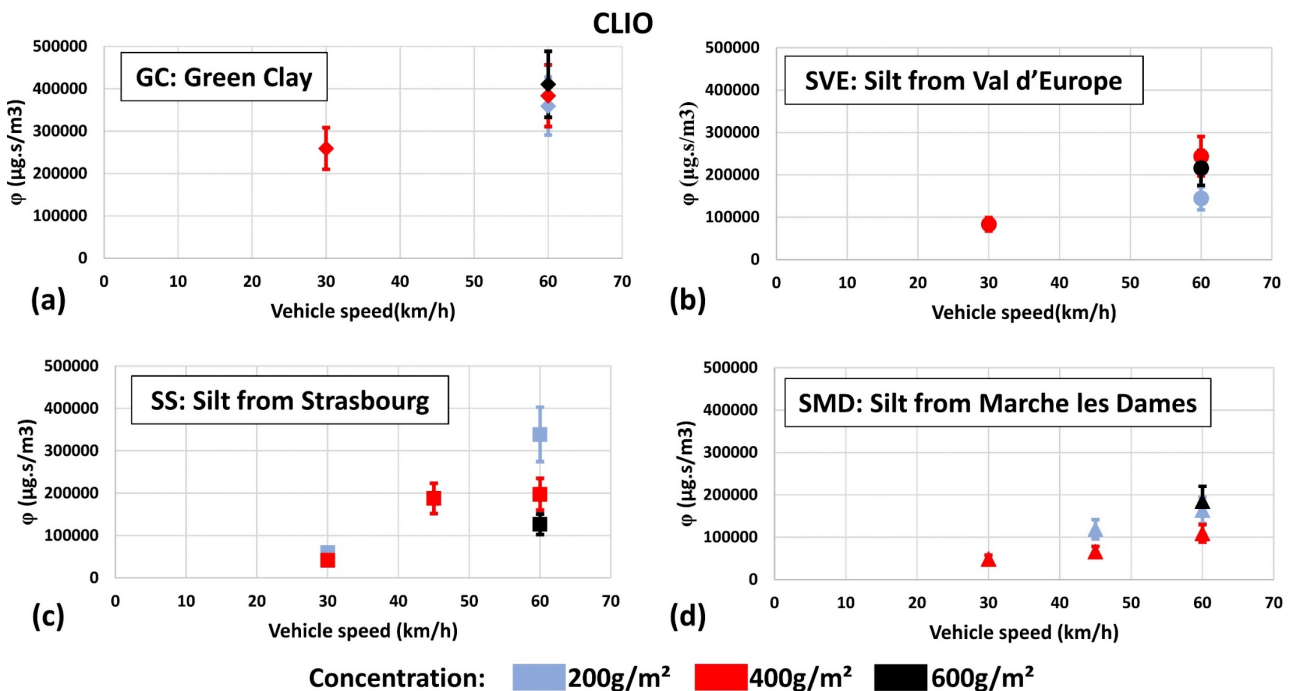 CLIO
GC: Green Clay
φ (µg.s/m3)
500000
400000
300000
200000
100000
0
0 10 20 30 40 50 60 70
Vehicle speed(km/h)
(a)
SVE: Silt from Val d’Europe
φ (µg.s/m3)
500000
400000
300000
200000
100000
0
0 10 20 30 40 50 60 70
Vehicle speed(km/h)
(b)
SS: Silt from Strasbourg
φ (µg.s/m3)
500000
400000
300000
200000
100000
0
0 10 20 30 40 50 60 70
Vehicle speed (km/h)
(c)
SMD: Silt from Marche les Dames
φ (µg.s/m3)
500000
400000
300000
200000
100000
0
0 10 20 30 40 50 60 70
Vehicle speed (km/h)
(d)
Concentration: 200g/m² 400g/m² 600g/m²